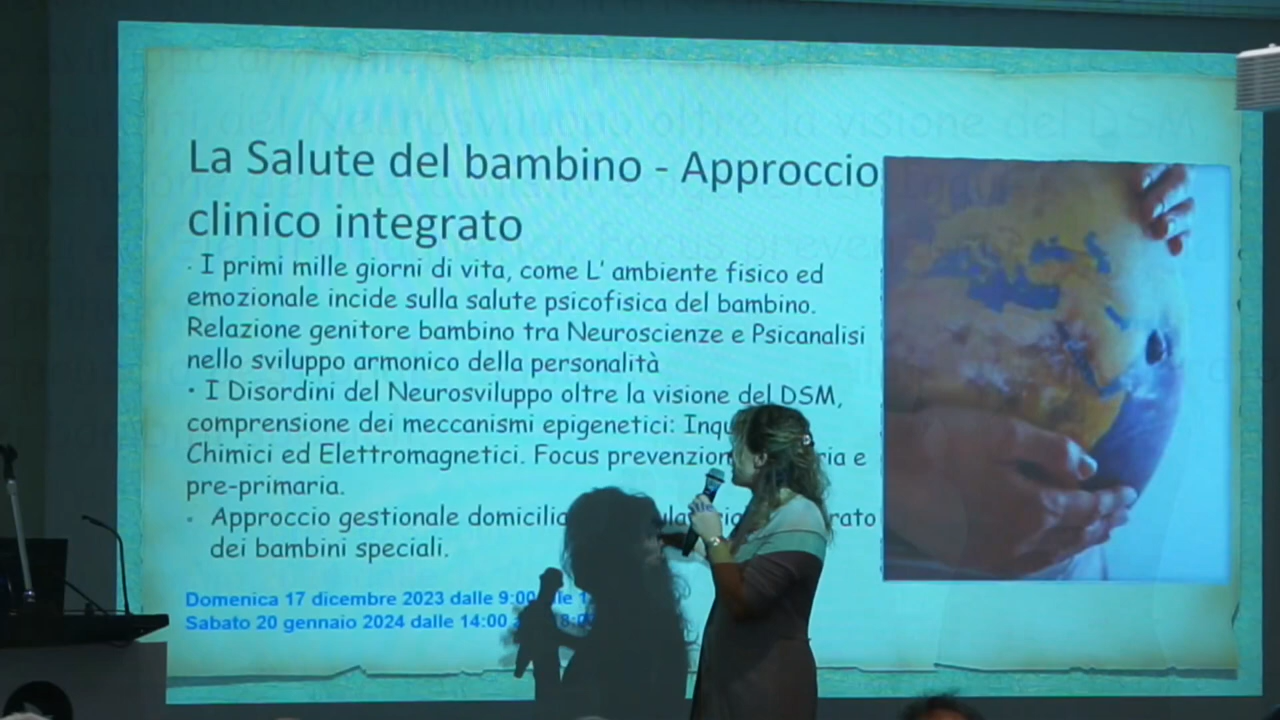 La Salute del bambino - Approccio
clinico integrato
· I primi mille giorni di vita, come L' ambiente fisico ed
emozionale incide sulla salute psicofisica del bambino.
Relazione genitore bambino tra Neuroscienze e Psicanalisi
nello sviluppo armonico della personalità
• I Disordini del Neurosviluppo oltre la visione del DSM,
comprensione dei meccanismi epigenetici:
Chimici ed Elettromagnetici. Focus e
pre-primaria.
• Approccio gestionale
dei bambini speciali.
Domenica 17 dicembre 2023 dalle 9:00
Sabato 20 gennaio 2024 dalle 14:00